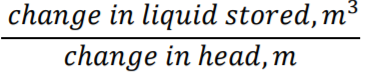 change in liquid stored, m³
change in head, m